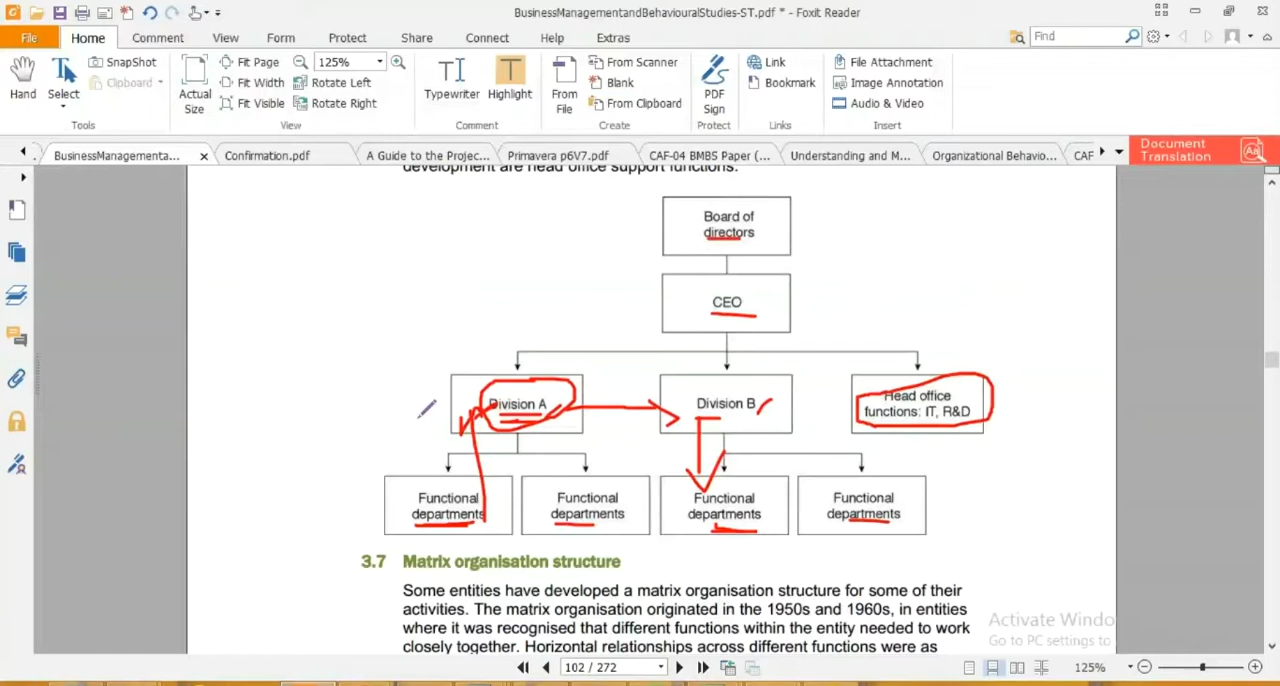 BusinessManagementandBehaviouralStudies-ST.pdf * - Foxit Reader
File Home Comment View Form Protect Share Connect Help Extras Find
SnapShot Fit Page 125% From Scanner Link File Attachment
Clipboard Fit Width Rotate Left Blank Bookmark Image Annotation
Hand Select Actual Size Fit Visible Rotate Right Typewriter Highlight From File From Clipboard PDF Sign Audio & Video
Tools View Comment Create Protect Links Insert
BusinessManagementa... Confirmation.pdf A Guide to the Projec... Primavera p6V7.pdf CAF-04 BMBS Paper (... Understanding and M... Organizational Behavio... CAF
Document
Translation
development are head office support functions.
Board of
directors
CEO
Division A
Division B
Head office
functions: IT, R&D
Functional
departments
Functional
departments
Functional
departments
Functional
departments
3.7 Matrix organisation structure
Some entities have developed a matrix organisation structure for some of their
activities. The matrix organisation originated in the 1950s and 1960s, in entities
where it was recognised that different functions within the entity needed to work
closely together. Horizontal relationships across different functions were as
Activate Windo
Go to PC settings to
102 / 272 125%